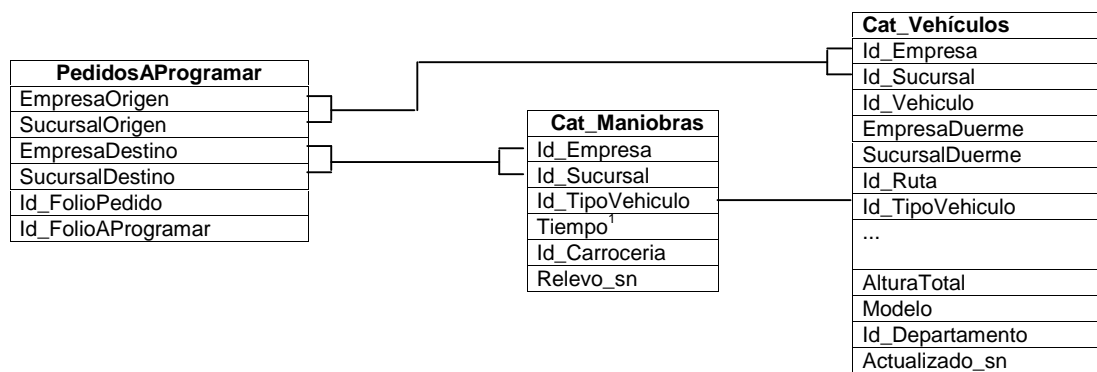 PedidosAProgramar
EmpresaOrigen
SucursalOrigen
EmpresaDestino
SucursalDestino
Id_FolioPedido
Id_FolioAProgramar
Cat_Maniobras
Id_Empresa
Id_Sucursal
Id_TipoVehiculo
Tiempo¹
Id_Carroceria
Relevo_sn
Cat_Vehículos
Id_Empresa
Id_Sucursal
Id_Vehiculo
EmpresaDuerme
SucursalDuerme
Id_Ruta
Id_TipoVehiculo
...
AlturaTotal
Modelo
Id_Departamento
Actualizado_sn